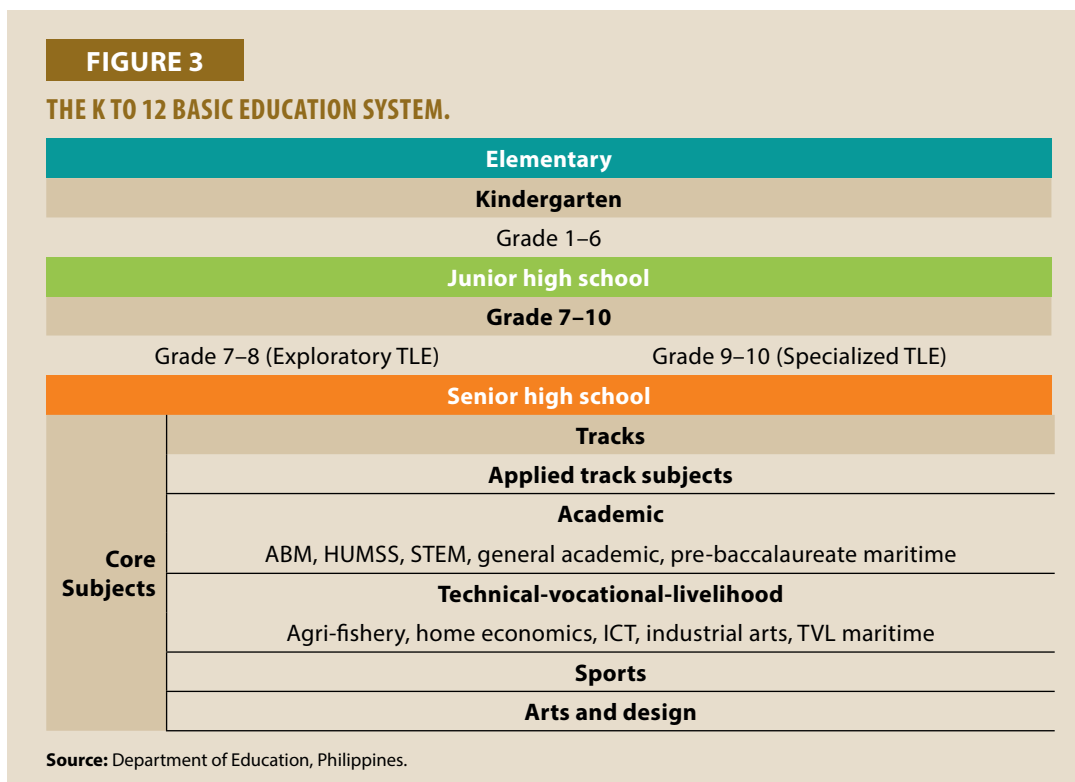 FIGURE 3
THE K TO 12 BASIC EDUCATION SYSTEM.
Elementary
Kindergarten
Grade 1–6
Junior high school
Grade 7–10
Grade 7–8 (Exploratory TLE) Grade 9–10 (Specialized TLE)
Senior high school
Core
Subjects
Tracks
Applied track subjects
Academic
ABM, HUMSS, STEM, general academic, pre-baccalaureate maritime
Technical-vocational-livelihood
Agri-fishery, home economics, ICT, industrial arts, TVL maritime
Sports
Arts and design
Source: Department of Education, Philippines.